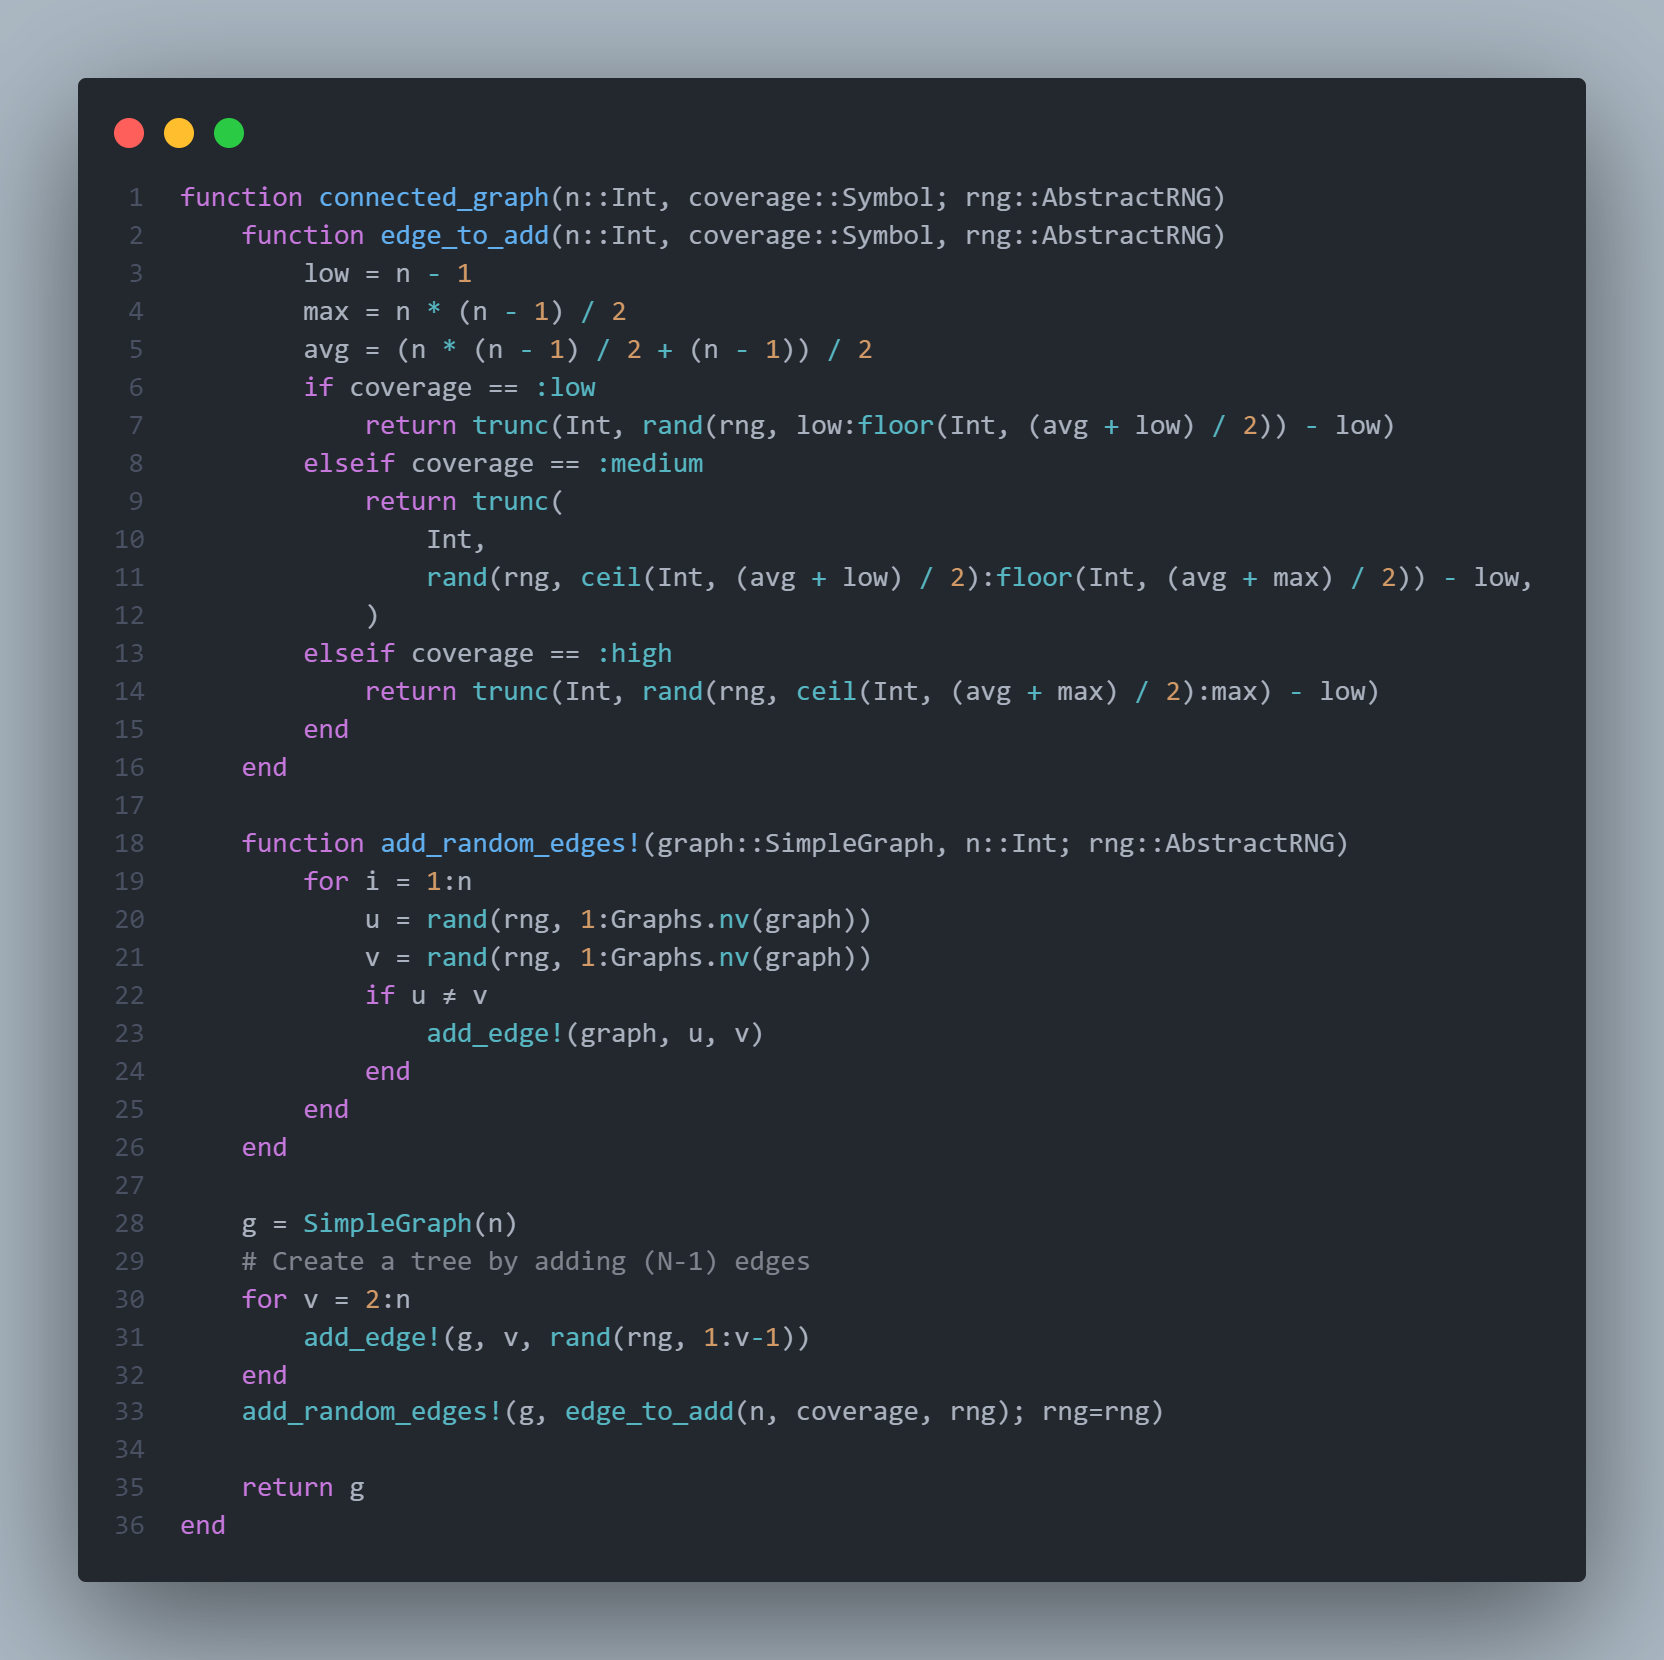 1 function connected_graph(n::Int, coverage::Symbol; rng::AbstractRNG)
2     function edge_to_add(n::Int, coverage::Symbol, rng::AbstractRNG)
3         low = n - 1
4         max = n * (n - 1) / 2
5         avg = (n * (n - 1) / 2 + (n - 1)) / 2
6         if coverage == :low
7             return trunc(Int, rand(rng, low:floor(Int, (avg + low) / 2)) - low)
8         elseif coverage == :medium
9             return trunc(
10                 Int,
11                 rand(rng, ceil(Int, (avg + low) / 2):floor(Int, (avg + max) / 2)) - low,
12             )
13         elseif coverage == :high
14             return trunc(Int, rand(rng, ceil(Int, (avg + max) / 2):max) - low)
15         end
16     end
17
18     function add_random_edges!(graph::SimpleGraph, n::Int; rng::AbstractRNG)
19         for i = 1:n
20             u = rand(rng, 1:Graphs.nv(graph))
21             v = rand(rng, 1:Graphs.nv(graph))
22             if u ≠ v
23                 add_edge!(graph, u, v)
24             end
25         end
26     end
27
28     g = SimpleGraph(n)
29     # Create a tree by adding (N-1) edges
30     for v = 2:n
31         add_edge!(g, v, rand(rng, 1:v-1))
32     end
33     add_random_edges!(g, edge_to_add(n, coverage, rng); rng=rng)
34
35     return g
36 end